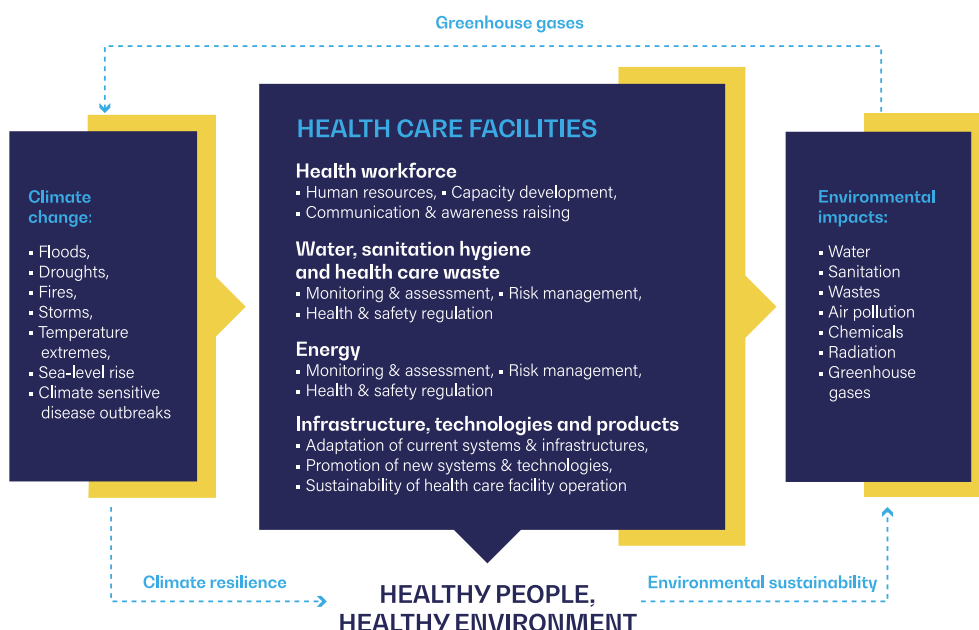 Greenhouse gases
Climate
change:
▪ Floods,
▪ Droughts,
▪ Fires,
▪ Storms,
▪ Temperature
extremes,
▪ Sea-level rise
▪ Climate sensitive
disease outbreaks
HEALTH CARE FACILITIES
Health workforce
▪ Human resources, ▪ Capacity development,
▪ Communication & awareness raising
Water, sanitation hygiene
and health care waste
▪ Monitoring & assessment, ▪ Risk management,
▪ Health & safety regulation
Energy
▪ Monitoring & assessment, ▪ Risk management,
▪ Health & safety regulation
Infrastructure, technologies and products
▪ Adaptation of current systems & infrastructures,
▪ Promotion of new systems & technologies,
▪ Sustainability of health care facility operation
Environmental
impacts:
▪ Water
▪ Sanitation
▪ Wastes
▪ Air pollution
▪ Chemicals
▪ Radiation
▪ Greenhouse
gases
Climate resilience
HEALTHY PEOPLE,
HEALTHY ENVIRONMENT
Environmental sustainability